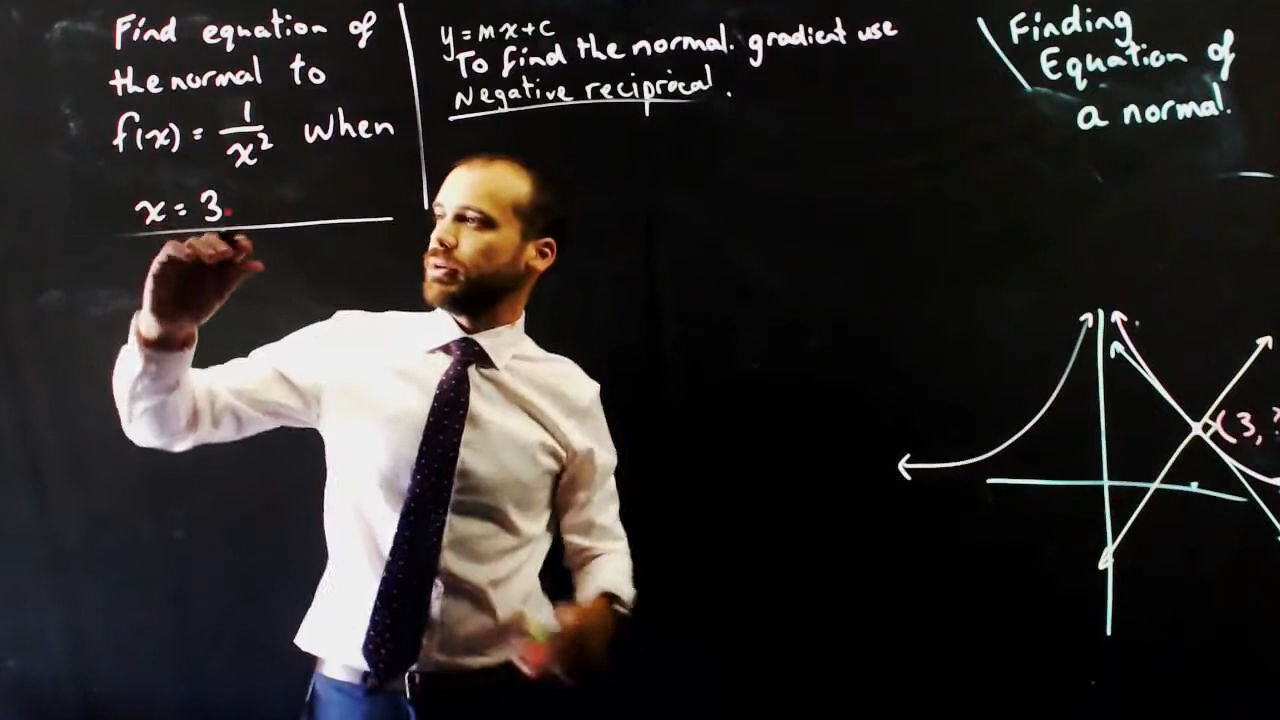 Find equation of
the normal to
f(x) = 1/x² when
x = 3
y = mx + c
To find the normal. gradient use
Negative reciprocal.
Finding
Equation of
a normal.
(3, ?